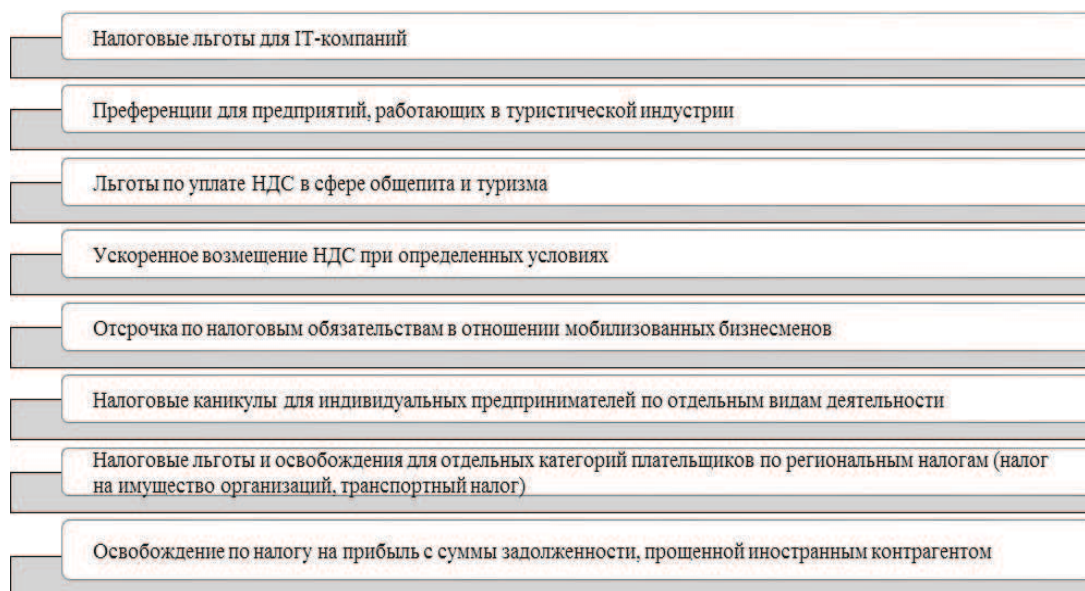 Налоговые льготы для IT-компаний
Преференции для предприятий, работающих в туристической индустрии
Льготы по уплате НДС в сфере общепита и туризма
Ускоренное возмещение НДС при определенных условиях
Отсрочка по налоговым обязательствам в отношении мобилизованных бизнесменов
Налоговые каникулы для индивидуальных предпринимателей по отдельным видам деятельности
Налоговые льготы и освобождения для отдельных категорий плательщиков по региональным налогам (налог
на имущество организаций, транспортный налог)
Освобождение по налогу на прибыль с суммы задолженности, прощенной иностранным контрагентом